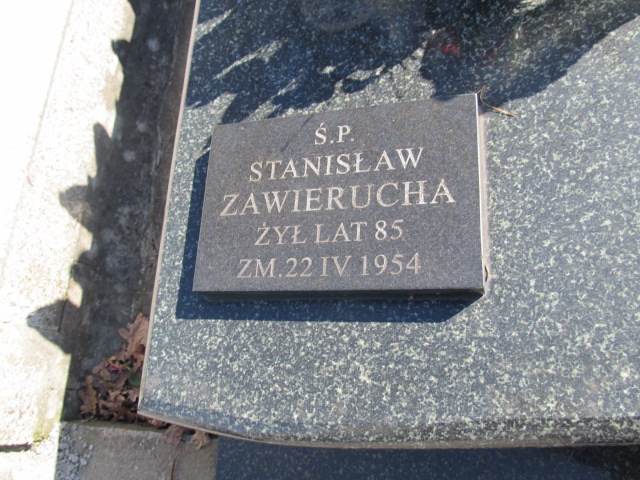 Ś.P.
STANISŁAW
ZAWIERUCHA
ŻYŁ LAT 85
ZM. 22 IV 1954